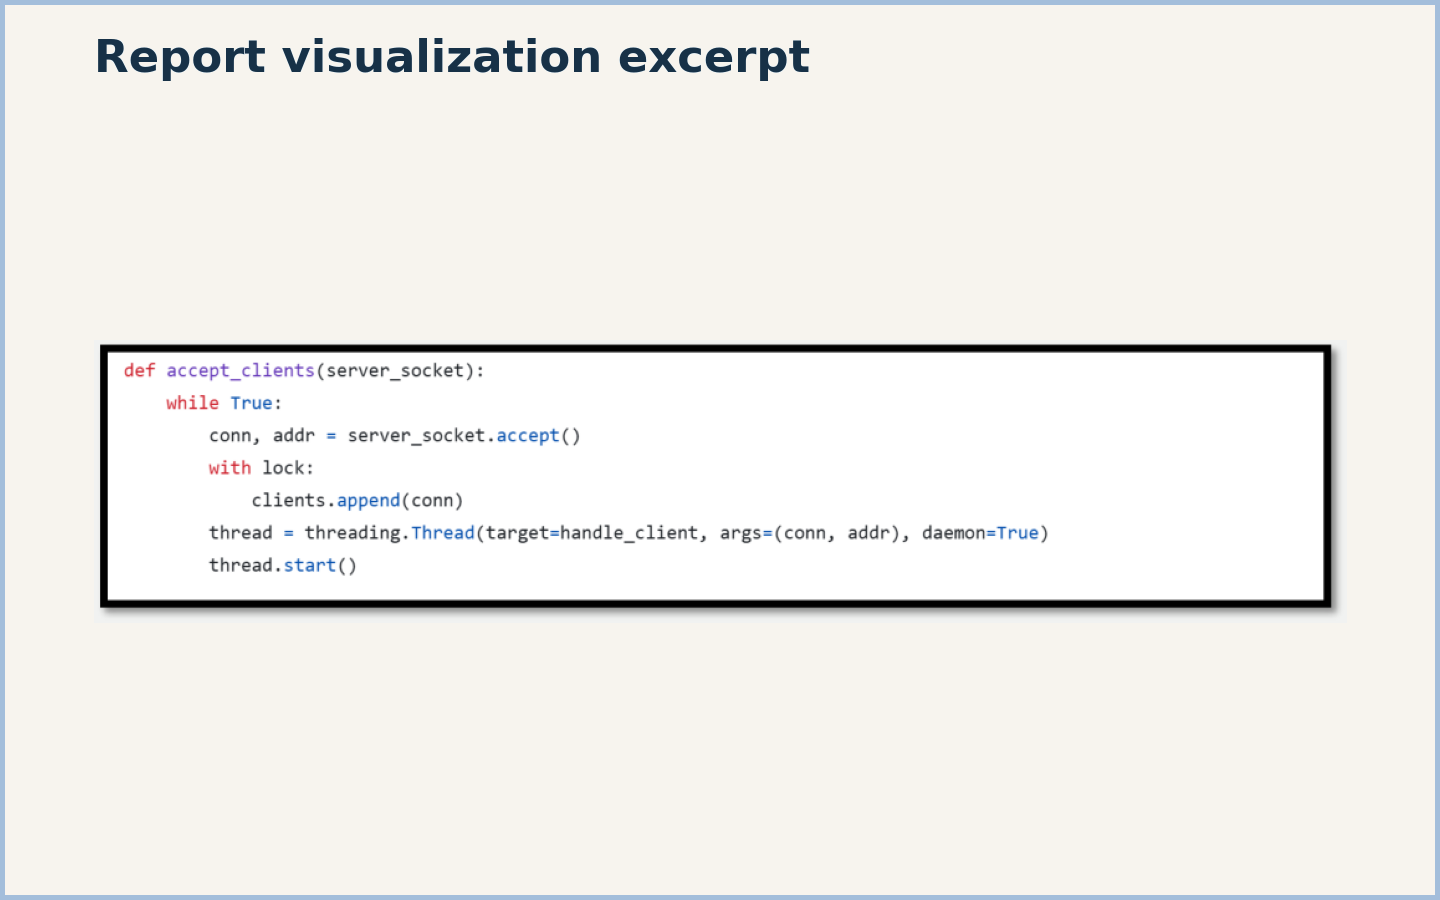 Report visualization excerpt
def accept_clients(server_socket):
    while True:
        conn, addr = server_socket.accept()
        with lock:
            clients.append(conn)
        thread = threading.Thread(target=handle_client, args=(conn, addr), daemon=True)
        thread.start()